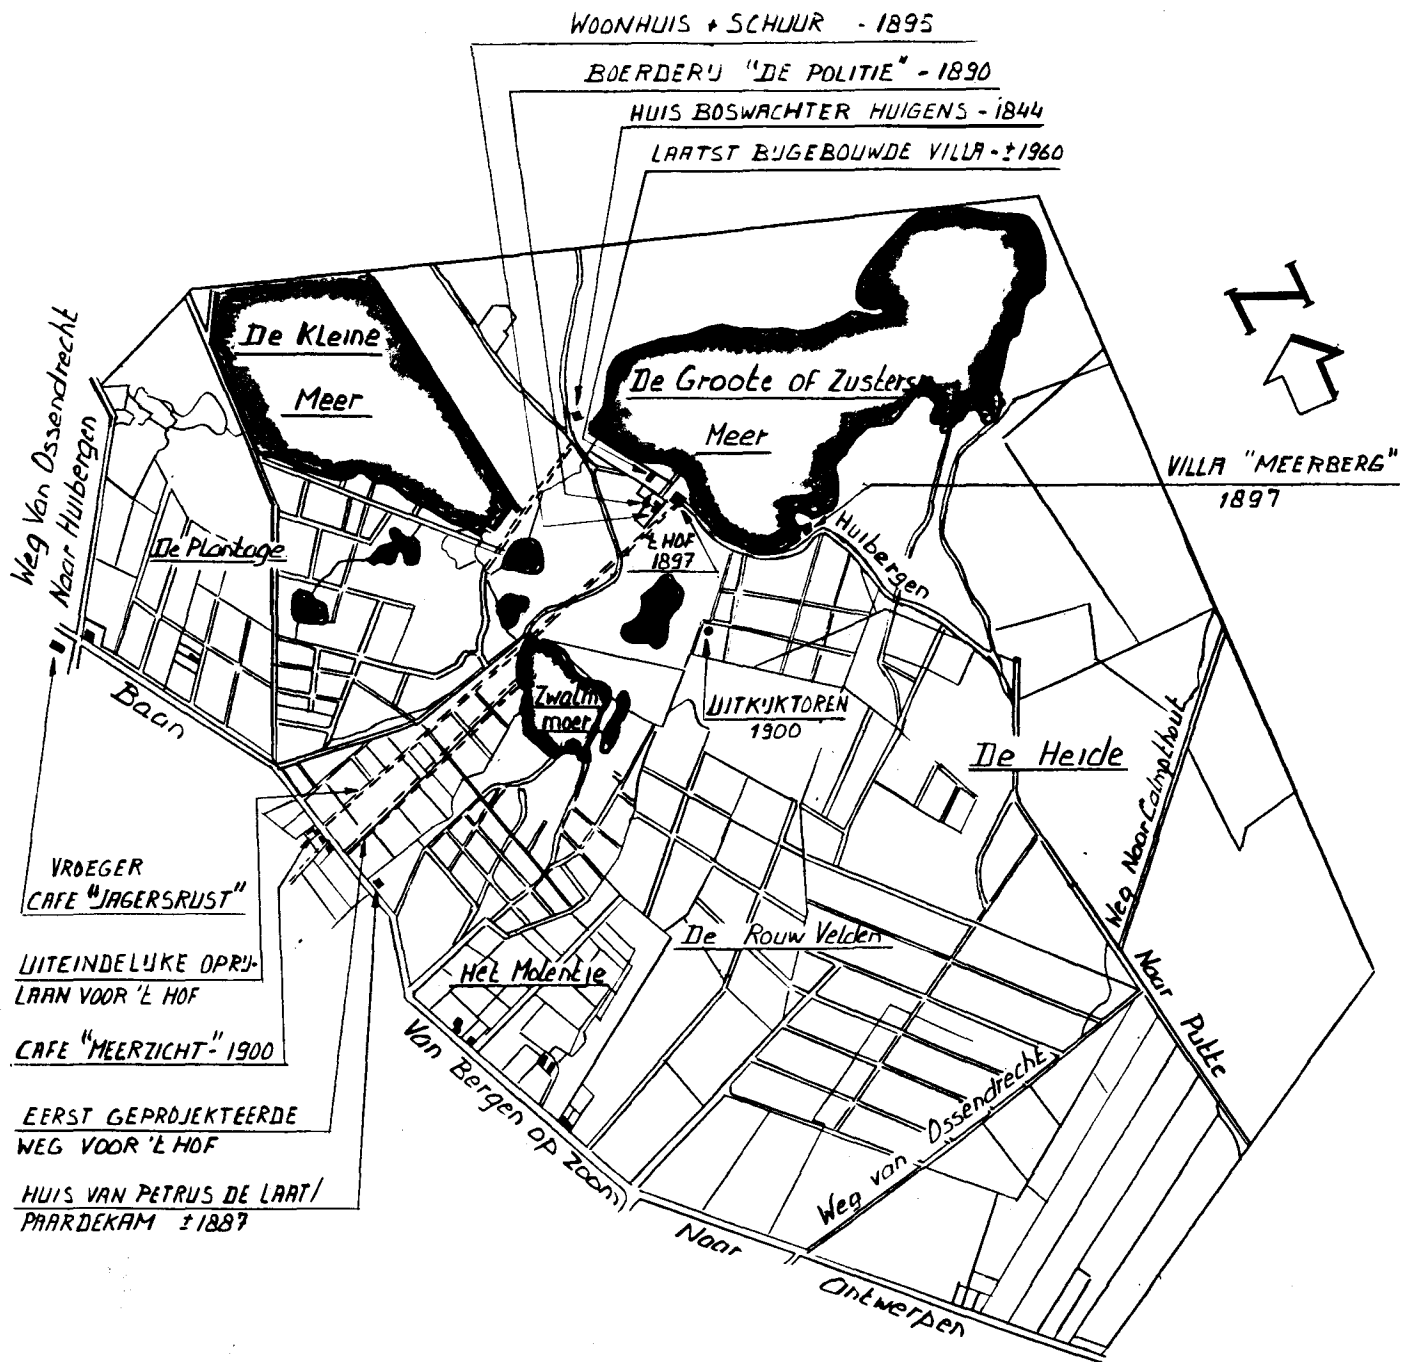 WOONHUIS + SCHUUR - 1895
BOERDERIJ "DE POLITIE" - 1890
HUIS BOSWACHTER HUIGENS - 1844
LAATST BIJGEBOUWDE VILLA - ± 1960
De Kleine
Meer
De Groote of Zusters
Meer
Z
VILLA "MEERBERG"
1897
Weg Van Ossendrecht
Naar Huibergen
De Plantage
't HOF
1897
Huibergen
Zwalm
moer
UITKIJKTOREN
1900
De Heide
Weg Naar Calmpthout
Baan
VROEGER
CAFE "JAGERSRUST"
De Rouw Velden
UITEINDELIJKE OPRIJ-
LAAN VOOR 't HOF
Het Molentje
Naar Putte
CAFE "MEERZICHT-" 1900
Van Bergen op Zoom
Weg van Ossendrecht
EERST GEPROJEKTEERDE
WEG VOOR 't HOF
HUIS VAN PETRUS DE LAAT/
PAARDEKAM ± 1887
Naar Antwerpen